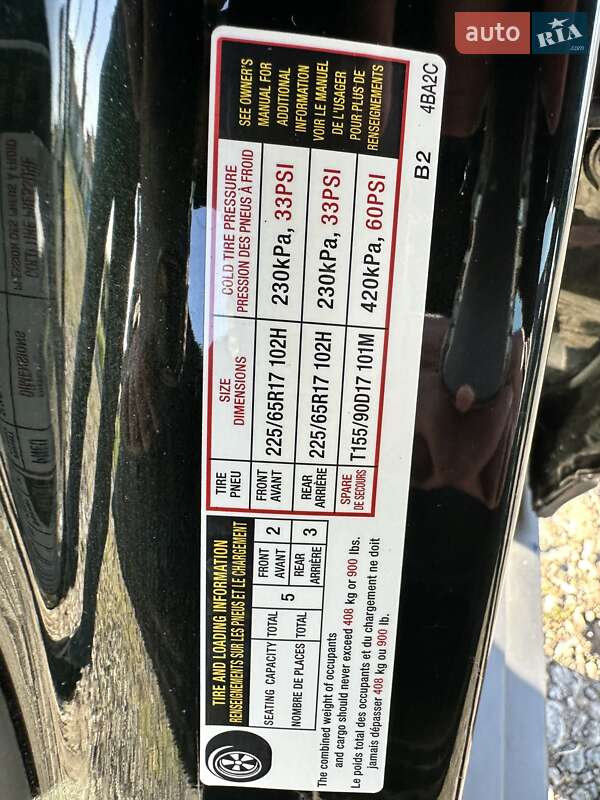 auto RIA .com
TIRE AND LOADING INFORMATION
RENSEIGNEMENTS SUR LES PNEUS ET LE CHARGEMENT
SEATING CAPACITY TOTAL 5 FRONT AVANT 2 REAR ARRIÈRE 3
NOMBRE DE PLACES TOTAL
The combined weight of occupants
and cargo should never exceed 408 kg or 900 lbs.
Le poids total des occupants et du chargement ne doit
jamais dépasser 408 kg ou 900 lb.
TIRE SIZE COLD TIRE PRESSURE
PNEU DIMENSIONS PRESSION DES PNEUS À FROID
FRONT
AVANT 225/65R17 102H 230kPa, 33PSI
REAR
ARRIÈRE 225/65R17 102H 230kPa, 33PSI
SPARE
DE SECOURS T155/90D17 101M 420kPa, 60PSI
SEE OWNER'S
MANUAL FOR
ADDITIONAL
INFORMATION
VOIR LE MANUEL
DE L'USAGER
POUR PLUS DE
RENSEIGNEMENTS
B2 4BA2C